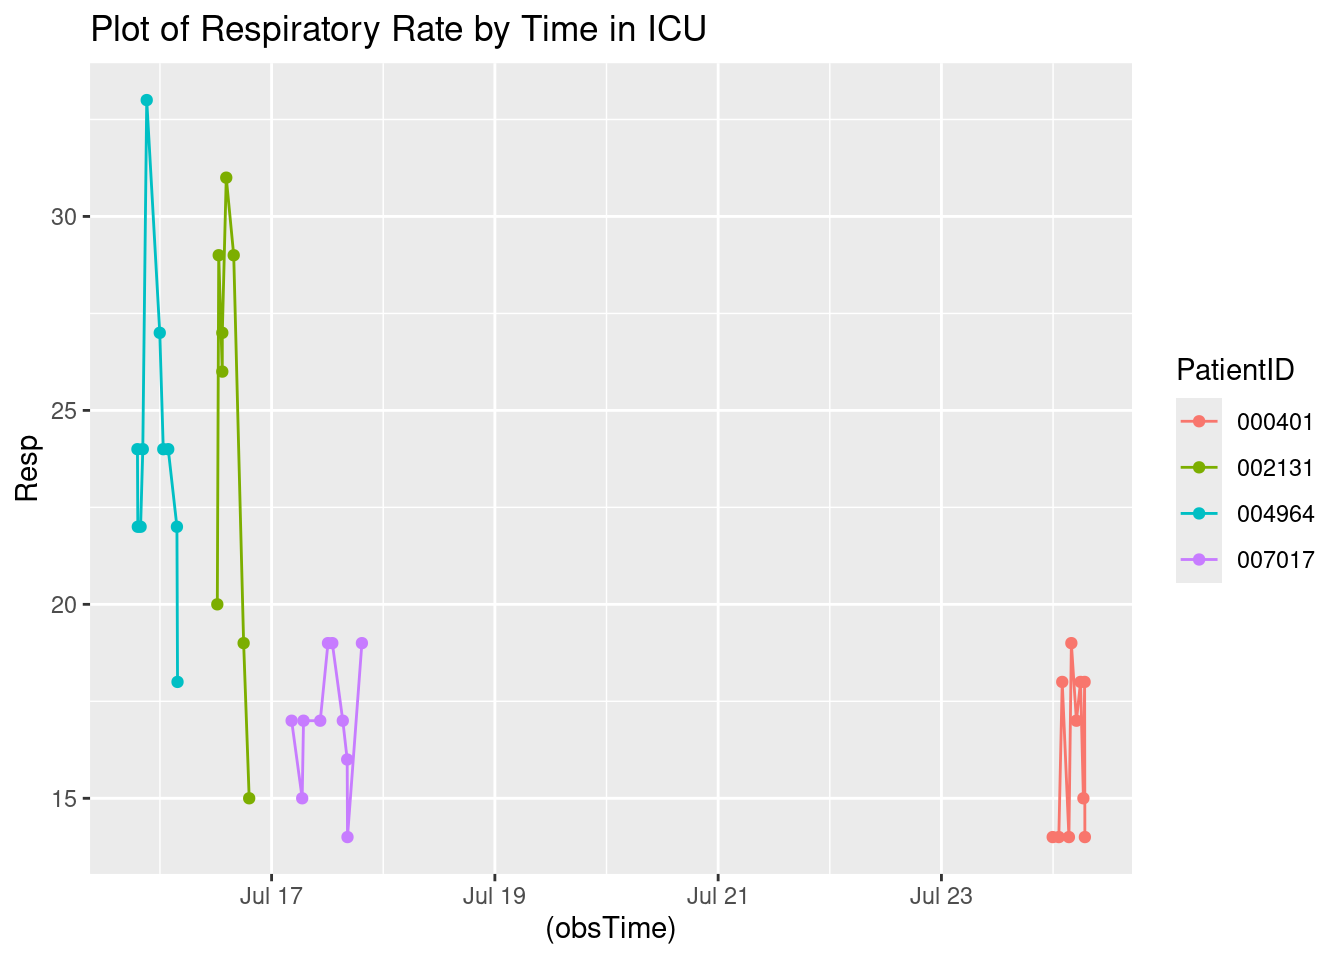 Plot of Respiratory Rate by Time in ICU
Resp
30
25
20
15
Jul 17
Jul 19
Jul 21
Jul 23
(obsTime)
PatientID
000401
002131
004964
007017